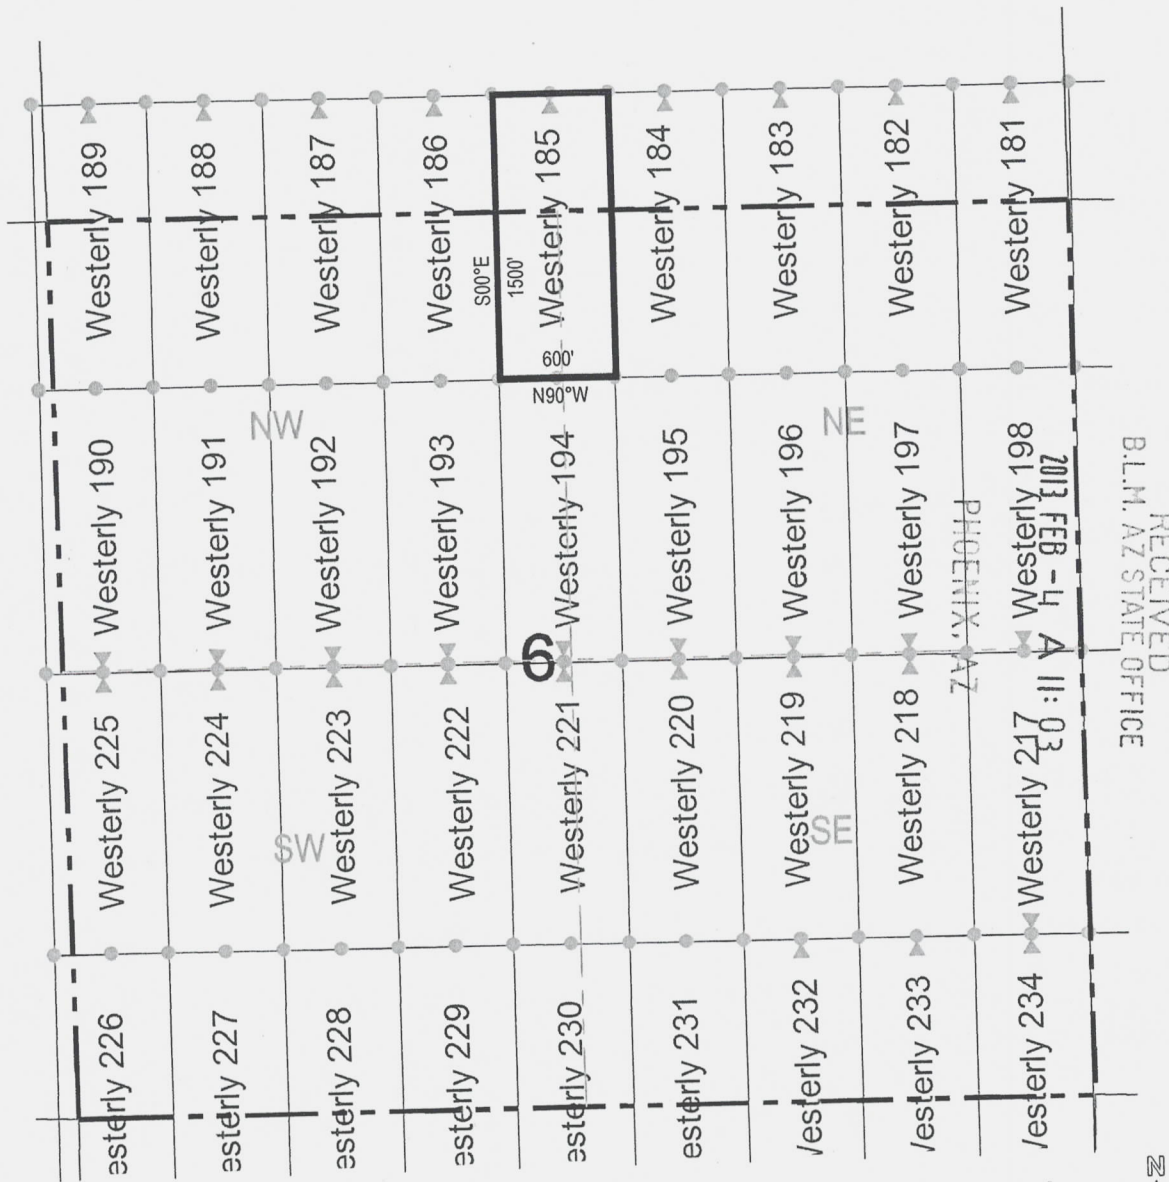 Westerly 189
Westerly 188
Westerly 187
Westerly 186
Westerly 185
Westerly 184
Westerly 183
Westerly 182
Westerly 181
S00°E
1500'
600'
N90°W
NW
NE
Westerly 190
Westerly 191
Westerly 192
Westerly 193
Westerly 194
Westerly 195
Westerly 196
Westerly 197
Westerly 198
6
Westerly 225
Westerly 224
Westerly 223
Westerly 222
Westerly 221
Westerly 220
Westerly 219
Westerly 218
Westerly 217
SW
SE
esterly 226
esterly 227
esterly 228
esterly 229
esterly 230
esterly 231
Westerly 232
Westerly 233
Westerly 234
RECEIVED
B.L.M. AZ STATE OFFICE
2013 FEB -4 A 11:03
PHOENIX, AZ